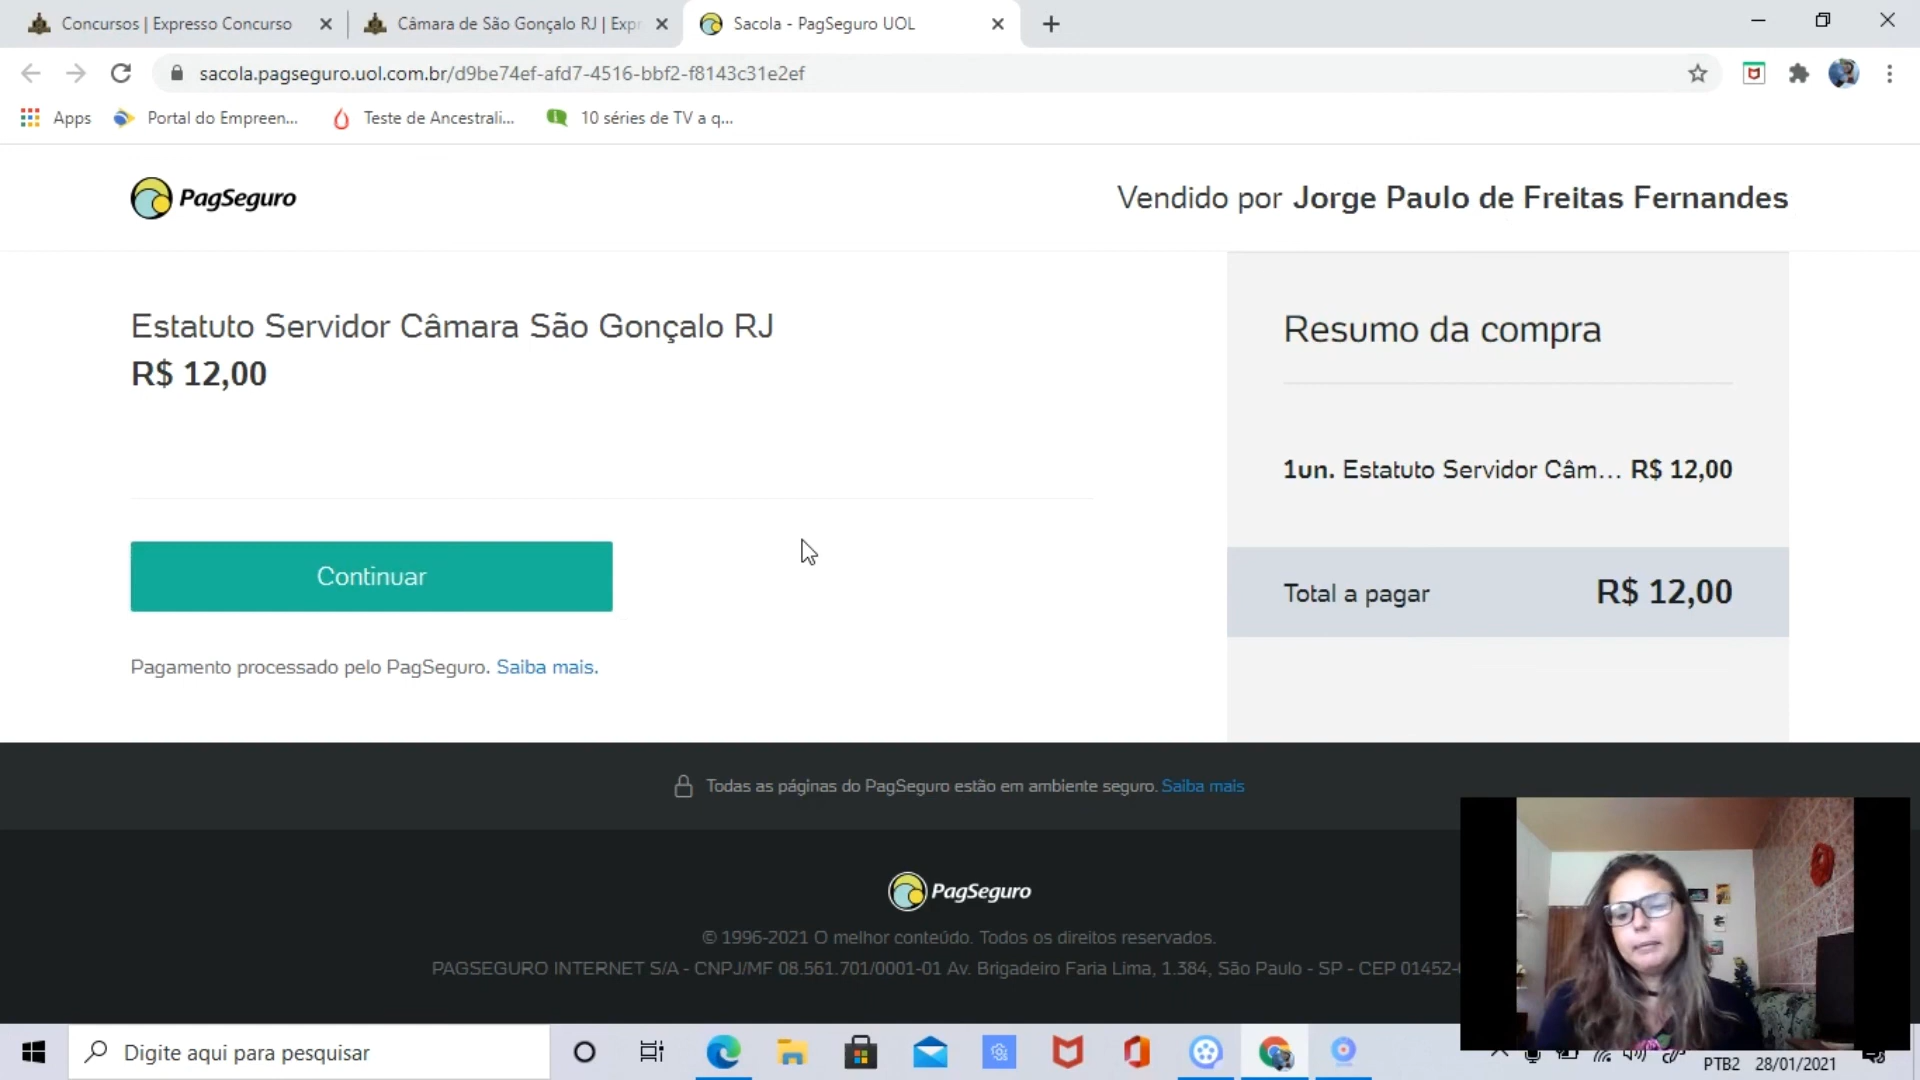 Concursos | Expresso Concurso
Câmara de São Gonçalo RJ | Expr
Sacola - PagSeguro UOL
sacola.pagseguro.uol.com.br/d9be74ef-afd7-4516-bbf2-f8143c31e2ef
Apps
Portal do Empreen...
Teste de Ancestrali...
10 séries de TV a q...
PagSeguro
Vendido por Jorge Paulo de Freitas Fernandes
Estatuto Servidor Câmara São Gonçalo RJ
R$ 12,00
Continuar
Pagamento processado pelo PagSeguro. Saiba mais.
Resumo da compra
1un. Estatuto Servidor Câm... R$ 12,00
Total a pagar R$ 12,00
Todas as páginas do PagSeguro estão em ambiente seguro. Saiba mais
PagSeguro
© 1996-2021 O melhor conteúdo. Todos os direitos reservados.
PAGSEGURO INTERNET S/A - CNPJ/MF 08.561.701/0001-01 Av. Brigadeiro Faria Lima, 1.384, São Paulo - SP - CEP 01452-
Digite aqui para pesquisar
PTB2 28/01/2021